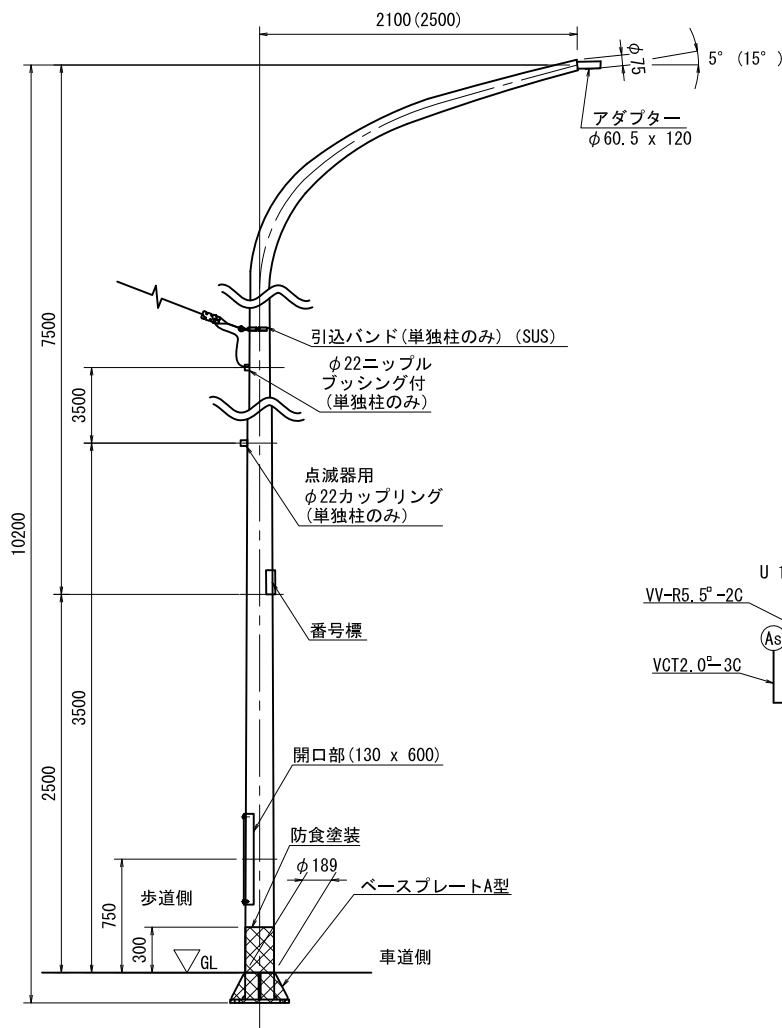 2100(2500)
φ75
5° (15°)
アダプター
φ60.5 x 120
7500
引込バンド(単独柱のみ) (SUS)
φ22ニップル
ブッシング付
(単独柱のみ)
3500
点滅器用
φ22カップリング
(単独柱のみ)
10200
U 1
VV-R5.5□-2C
As
番号標
VCT2.0□-3C
3500
2500
開口部(130 x 600)
防食塗装
φ189
ベースプレートA型
歩道側
750
300
GL
車道側